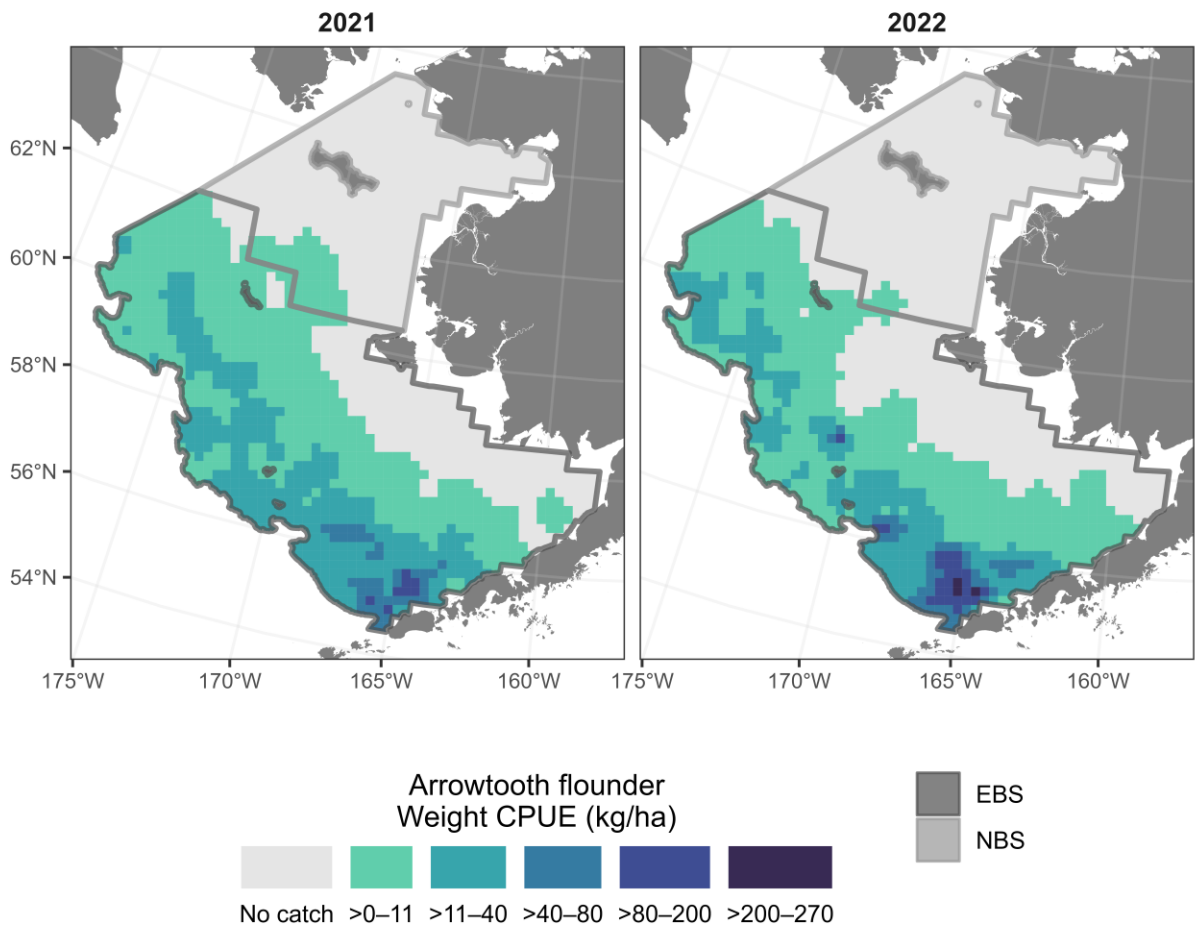 2021
2022
62°N
60°N
58°N
56°N
54°N
175°W
170°W
165°W
160°W
175°W
170°W
165°W
160°W
Arrowtooth flounder
Weight CPUE (kg/ha)
No catch >0–11 >11–40 >40–80 >80–200 >200–270
EBS
NBS